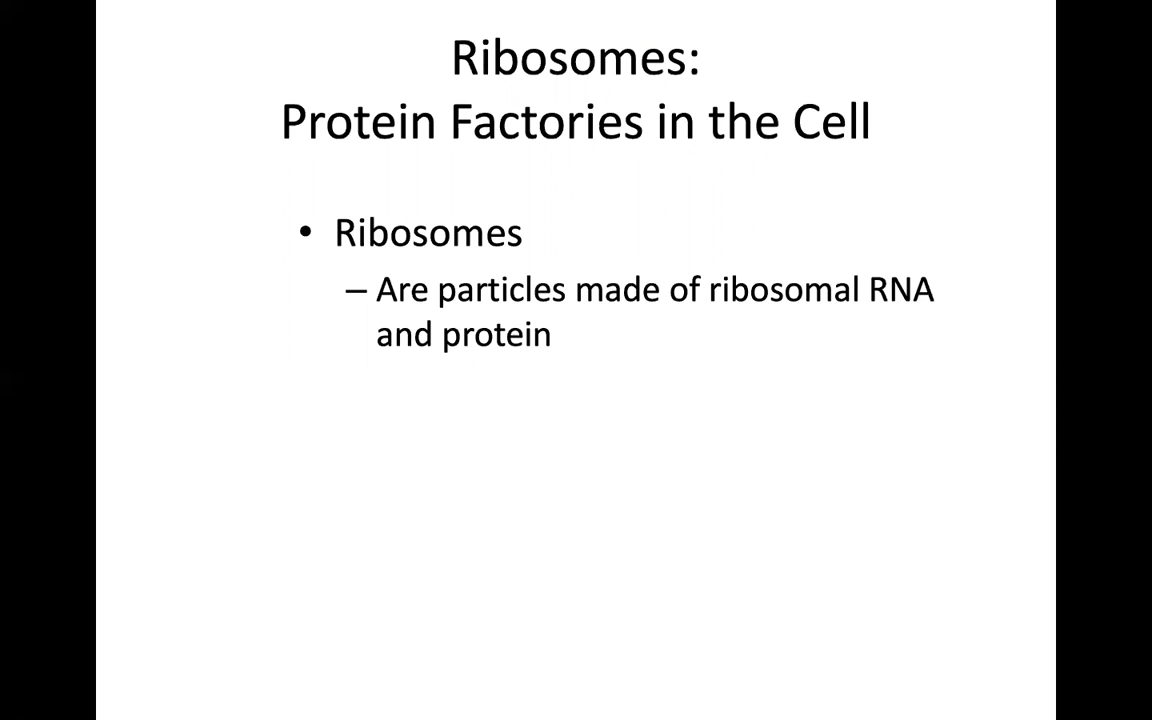 Ribosomes:
Protein Factories in the Cell
• Ribosomes
– Are particles made of ribosomal RNA
and protein